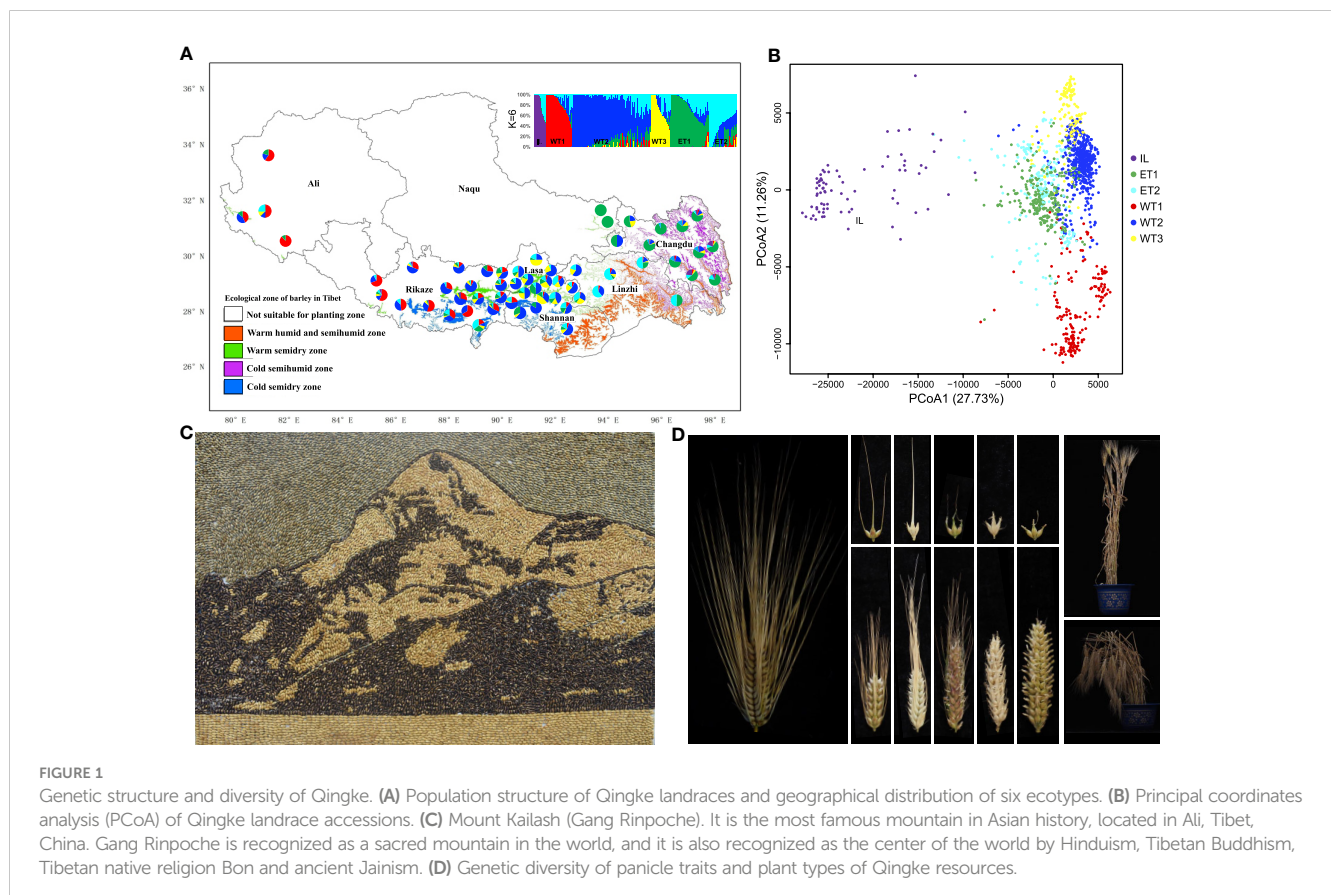 A
36° N
34° N
32° N
30° N
28° N
26° N
80° E
82° E
84° E
86° E
88° E
90° E
92° E
94° E
96° E
98° E
Ali
Naqu
Changdu
Lasa
Linzhi
Rikaze
Shannan
K=6
100%
80%
60%
40%
20%
0%
IL
WT1
WT2
WT3
ET1
ET2
Ecological zone of barley in Tibet
Not suitable for planting zone
Warm humid and semihumid zone
Warm semidry zone
Cold semihumid zone
Cold semidry zone
B
PCoA2 (11.26%)
5000
0
−5000
−10000
−25000
−20000
−15000
−10000
−5000
0
5000
PCoA1 (27.73%)
IL
IL
ET1
ET2
WT1
WT2
WT3
C
D
FIGURE 1
Genetic structure and diversity of Qingke. (A) Population structure of Qingke landraces and geographical distribution of six ecotypes. (B) Principal coordinates
analysis (PCoA) of Qingke landrace accessions. (C) Mount Kailash (Gang Rinpoche). It is the most famous mountain in Asian history, located in Ali, Tibet,
China. Gang Rinpoche is recognized as a sacred mountain in the world, and it is also recognized as the center of the world by Hinduism, Tibetan Buddhism,
Tibetan native religion Bon and ancient Jainism. (D) Genetic diversity of panicle traits and plant types of Qingke resources.